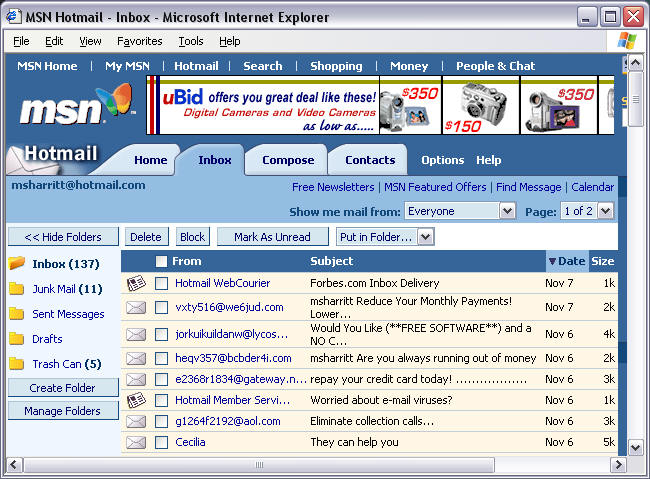 MSN Hotmail - Inbox - Microsoft Internet Explorer
File Edit View Favorites Tools Help
MSN Home | My MSN | Hotmail | Search | Shopping | Money | People & Chat
msn
uBid offers you great deal like these!
Digital Cameras and Video Cameras
as low as.....
$350
$150
$350
Hotmail
Home Inbox Compose Contacts Options Help
msharritt@hotmail.com
Free Newsletters | MSN Featured Offers | Find Message | Calendar
Show me mail from: Everyone Page: 1 of 2
<< Hide Folders Delete Block Mark As Unread Put in Folder...
Inbox (137)
Junk Mail (11)
Sent Messages
Drafts
Trash Can (5)
Create Folder
Manage Folders
From Subject Date Size
Hotmail WebCourier Forbes.com Inbox Delivery Nov 7 1k
vxty516@we6jud.com msharritt Reduce Your Monthly Payments! Lower... Nov 7 2k
jorkuikuildanw@lycos... Would You Like (**FREE SOFTWARE**) and a NO C... Nov 6 4k
heqv357@bcbder4i.com msharritt Are you always running out of money Nov 6 2k
e2368r1834@gateway.n... repay your credit card today! ................. Nov 6 3k
Hotmail Member Servi... Worried about e-mail viruses? Nov 6 1k
g1264f2192@aol.com Eliminate collection calls... Nov 6 3k
Cecilia They can help you Nov 6 5k